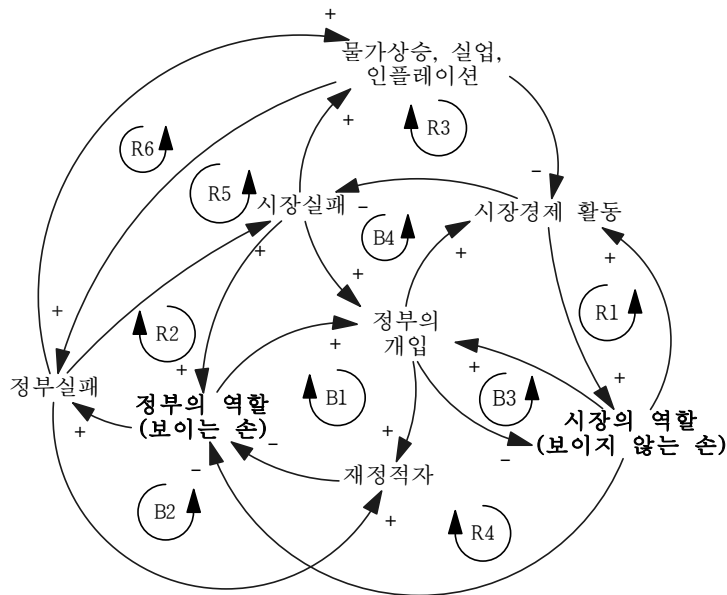 +
물가상승, 실업,
인플레이션
+
R3
R6
R5
-
시장실패
-
시장경제 활동
+
B4
+
+
+
+
R1
정부의
개입
R2
+
+
+
+
정부실패
정부의 역할
(보이는 손)
B1
B3
시장의 역할
(보이지 않는 손)
+
+
-
-
-
재정적자
B2
+
R4